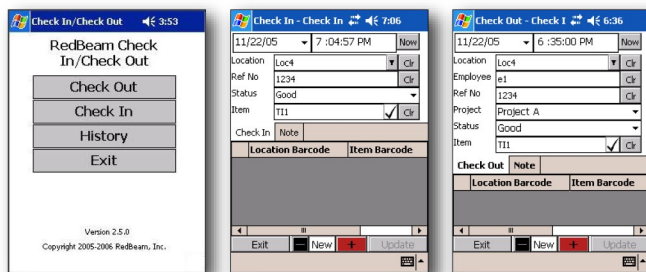 Check In/Check Out 3:53
RedBeam Check
In/Check Out
Check Out
Check In
History
Exit
Version 2.5.0
Copyright 2005-2006 RedBeam, Inc.
Check In - Check In 7:06
11/22/05 7 :04:57 PM Now
Location Loc4 Clr
Ref No 1234 Clr
Status Good
Item TI1 Clr
Check In Note
Location Barcode Item Barcode
Exit New Update
Check Out - Check I 6:36
11/22/05 6 :35:00 PM Now
Location Loc4 Clr
Employee e1 Clr
Ref No 1234 Clr
Project Project A
Status Good
Item TI1 Clr
Check Out Note
Location Barcode Item Barcode
Exit New Update